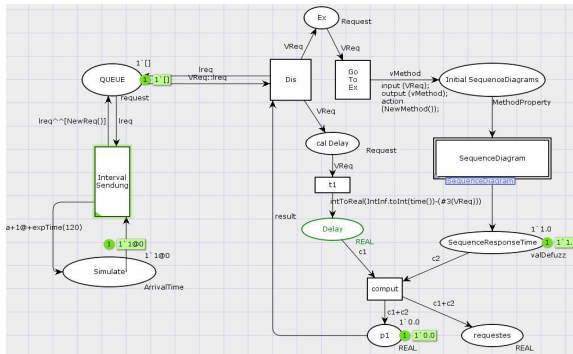 Ex
Request
VReq
VReq
1`[]
QUEUE
1 1`[]
request
lreq
VReq::lreq
Dis
Go
To
Ex
vMethod
input (VReq);
output (vMethod);
action
(NewMethod());
Initial SequenceDiagrams
MethodProperty
lreq^^[NewReq()]
lreq
VReq
cal Delay
Request
VReq
t1
SequenceDiagram
SequenceDiagram
Interval
Sendung
intToReal(IntInf.toInt(time())-(#3(VReq)))
result
a+1@+expTime(120)
1 1`1@0
Delay
REAL
1`1.0
SequenceResponseTime
1 1`1.
valDefuzz
1`1@0
Simulate
ArrivalTime
c1
c2
comput
c1+c2
c1+c2
1`0.0
p1
1 1`0.0
REAL
requestes
REAL